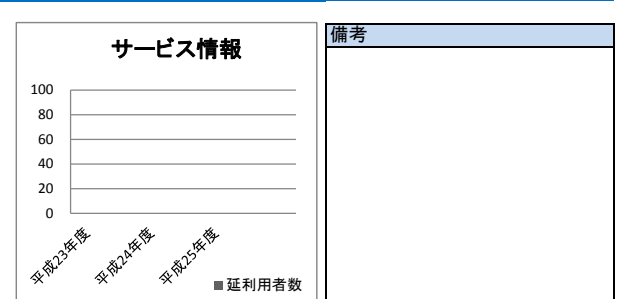 サービス情報
100
80
60
40
20
0
平成23年度
平成24年度
平成25年度
■延利用者数
備考